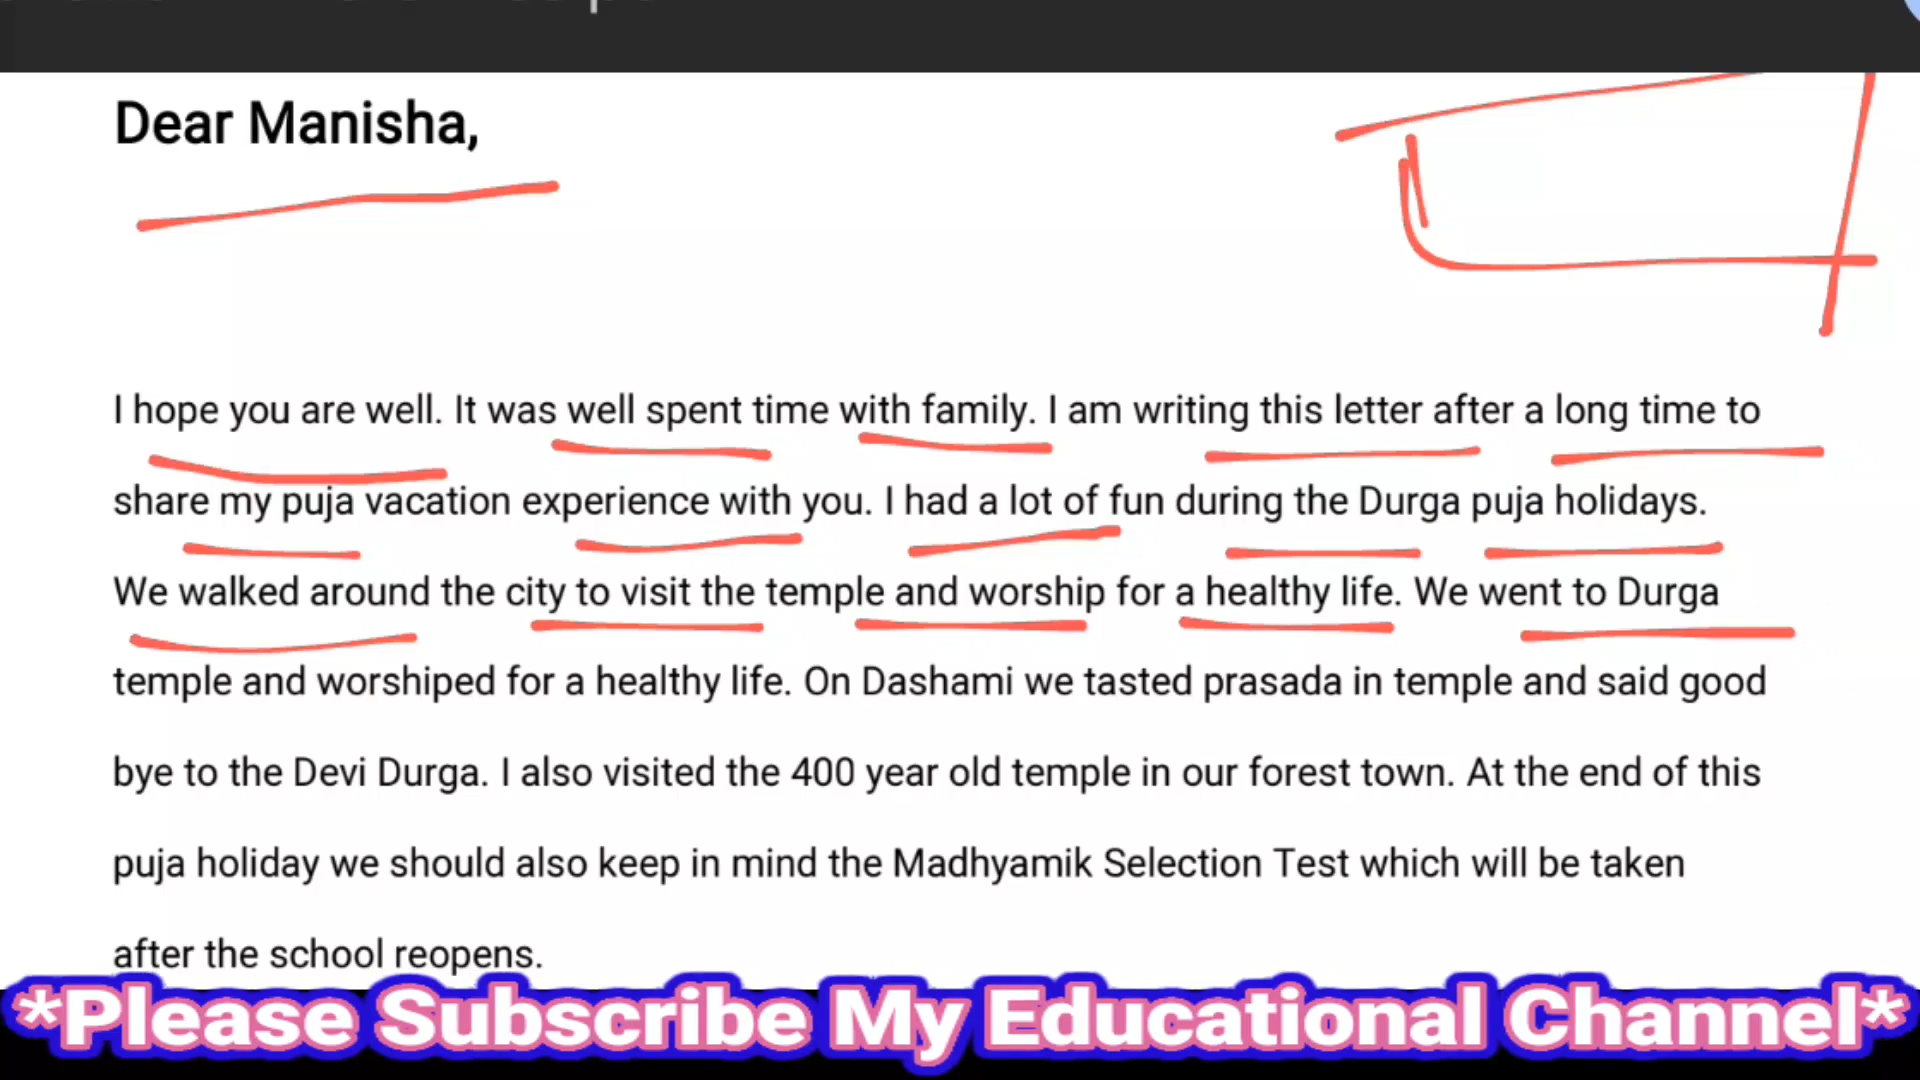 Dear Manisha,
I hope you are well. It was well spent time with family. I am writing this letter after a long time to
share my puja vacation experience with you. I had a lot of fun during the Durga puja holidays.
We walked around the city to visit the temple and worship for a healthy life. We went to Durga
temple and worshiped for a healthy life. On Dashami we tasted prasada in temple and said good
bye to the Devi Durga. I also visited the 400 year old temple in our forest town. At the end of this
puja holiday we should also keep in mind the Madhyamik Selection Test which will be taken
after the school reopens.
*Please Subscribe My Educational Channel*